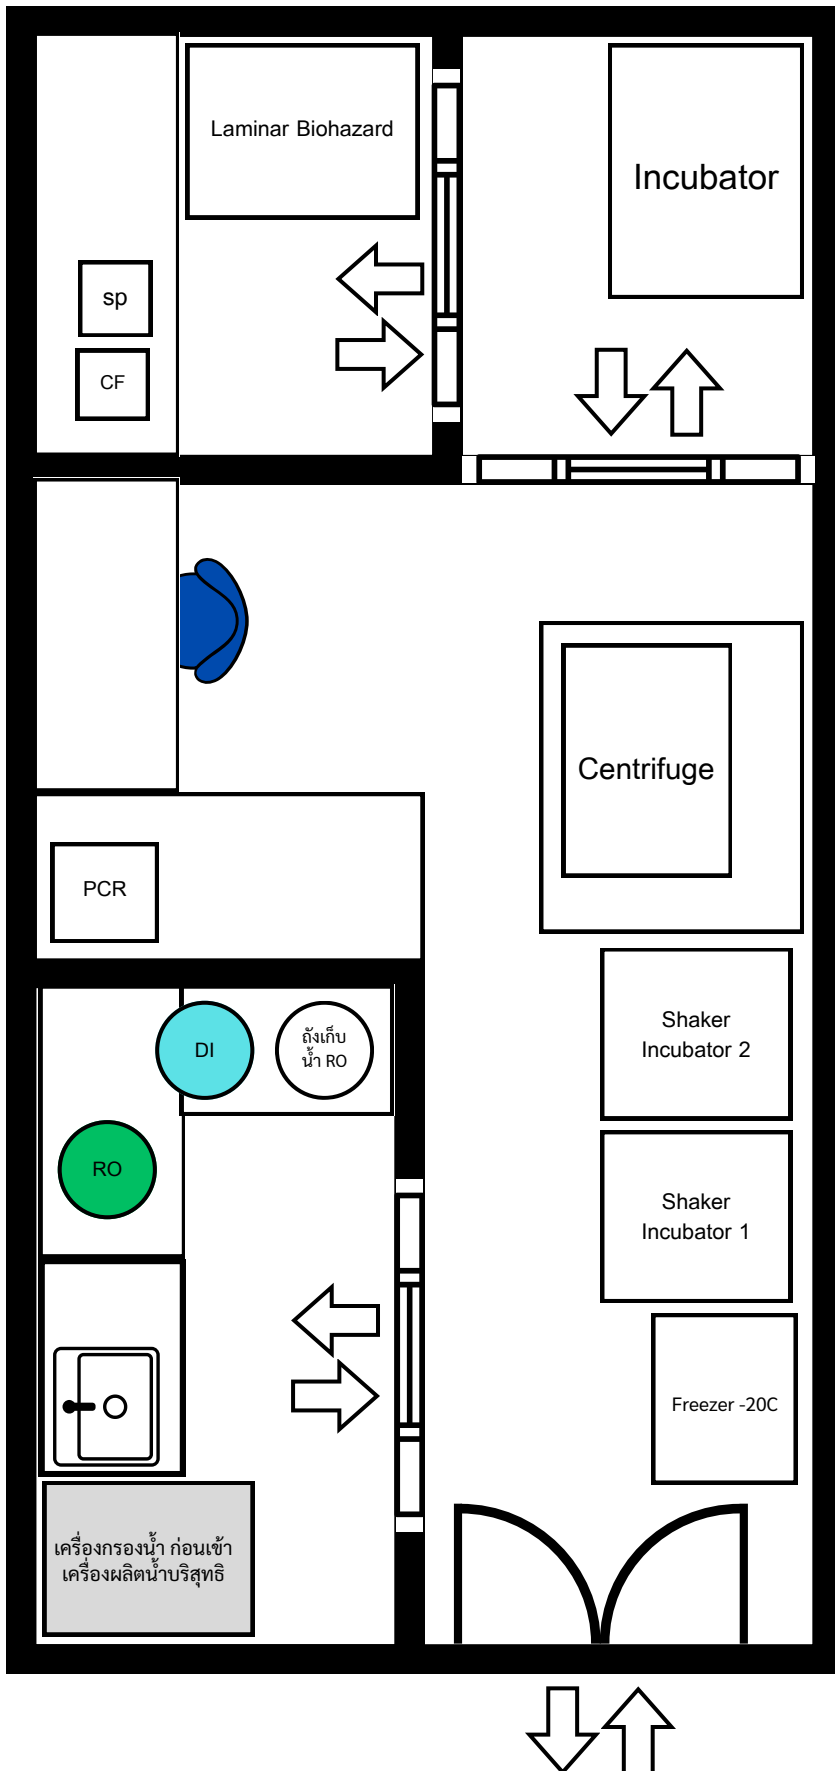 Laminar Biohazard
Incubator
sp
CF
Centrifuge
PCR
Shaker
Incubator 2
DI
ถังเก็บ
น้ำ RO
RO
Shaker
Incubator 1
Freezer -20C
เครื่องกรองน้ำ ก่อนเข้า
เครื่องผลิตน้ำบริสุทธิ